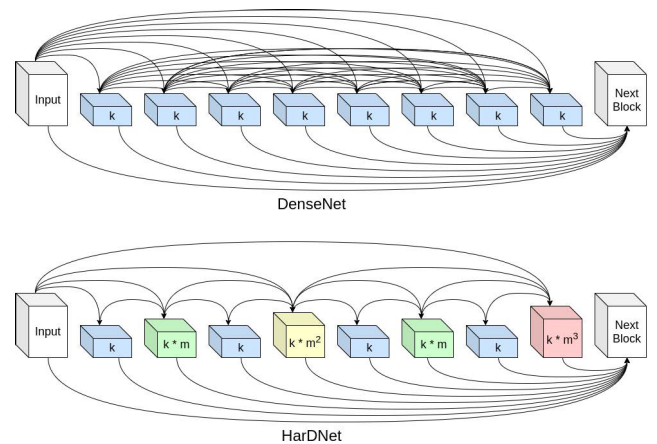 Input
k
k
k
k
k
k
k
k
Next
Block
DenseNet
Input
k
k * m
k
k * m²
k
k * m
k
k * m³
Next
Block
HarDNet